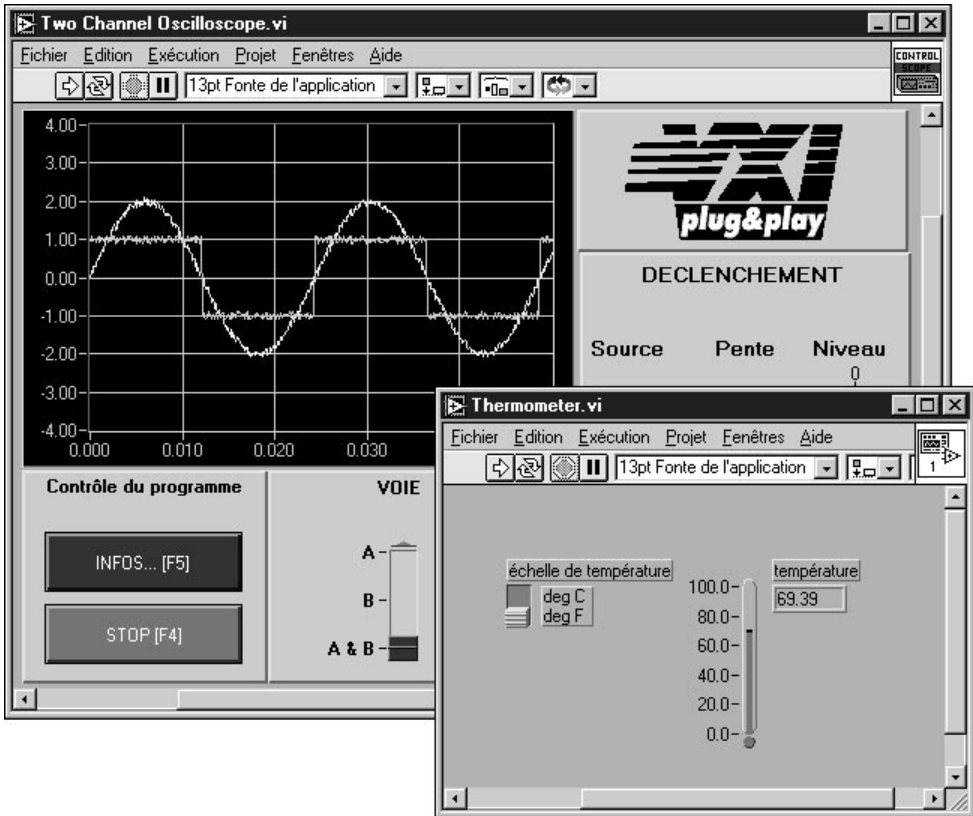 Two Channel Oscilloscope.vi
Fichier Edition Exécution Projet Fenêtres Aide
13pt Fonte de l'application
CONTROL
SCOPE
4.00
3.00
2.00
1.00
0.00
-1.00
-2.00
-3.00
-4.00
0.000 0.010 0.020 0.030
VXI
plug&play
DECLENCHEMENT
Source Pente Niveau
0
Contrôle du programme
INFOS... [F5]
STOP [F4]
VOIE
A
B
A & B
Thermometer.vi
Fichier Edition Exécution Projet Fenêtres Aide
13pt Fonte de l'application
1
échelle de température
deg C
deg F
100.0
80.0
60.0
40.0
20.0
0.0
température
69.39